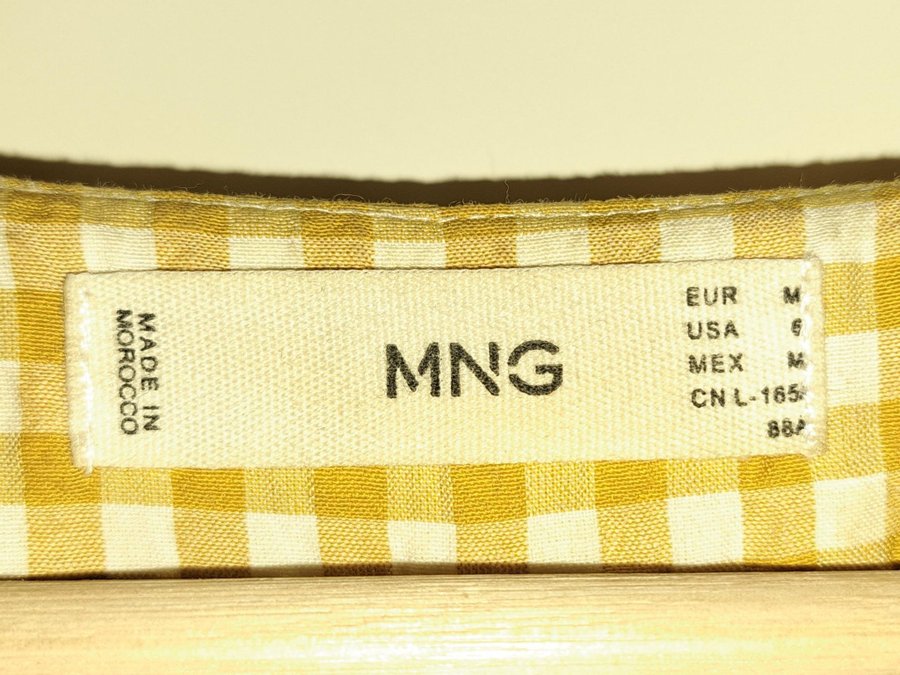 MADE IN
MOROCCO
MNG
EUR M
USA 6
MEX M
CN L-165/
88A